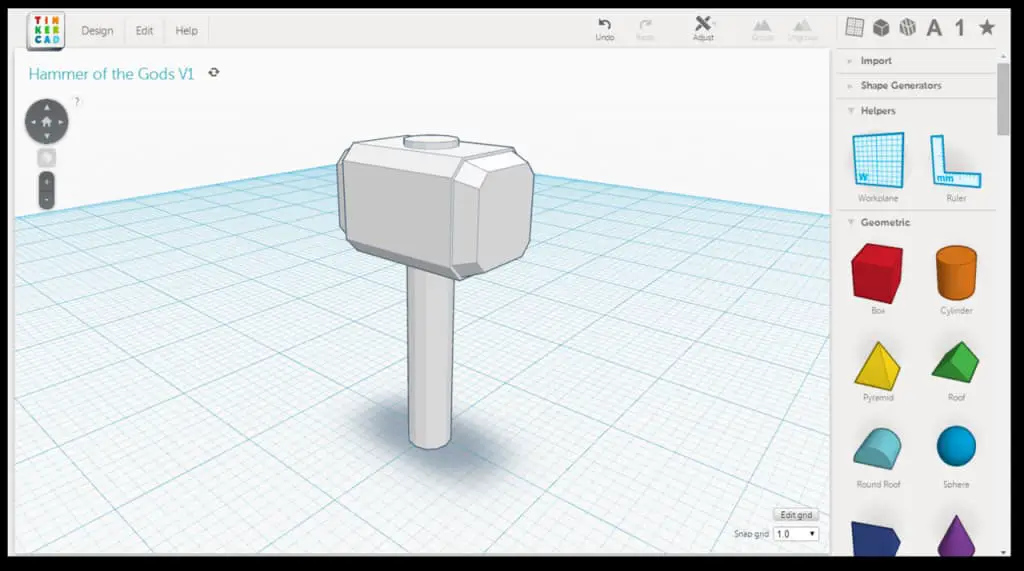 TIN
KER
CAD
Design
Edit
Help
Undo
Redo
Adjust
Group
Ungroup
A
1
Hammer of the Gods V1
?
Import
Shape Generators
Helpers
W
Workplane
mm
Ruler
Geometric
Box
Cylinder
Pyramid
Roof
Round Roof
Sphere
Edit grid
Snap grid 1.0